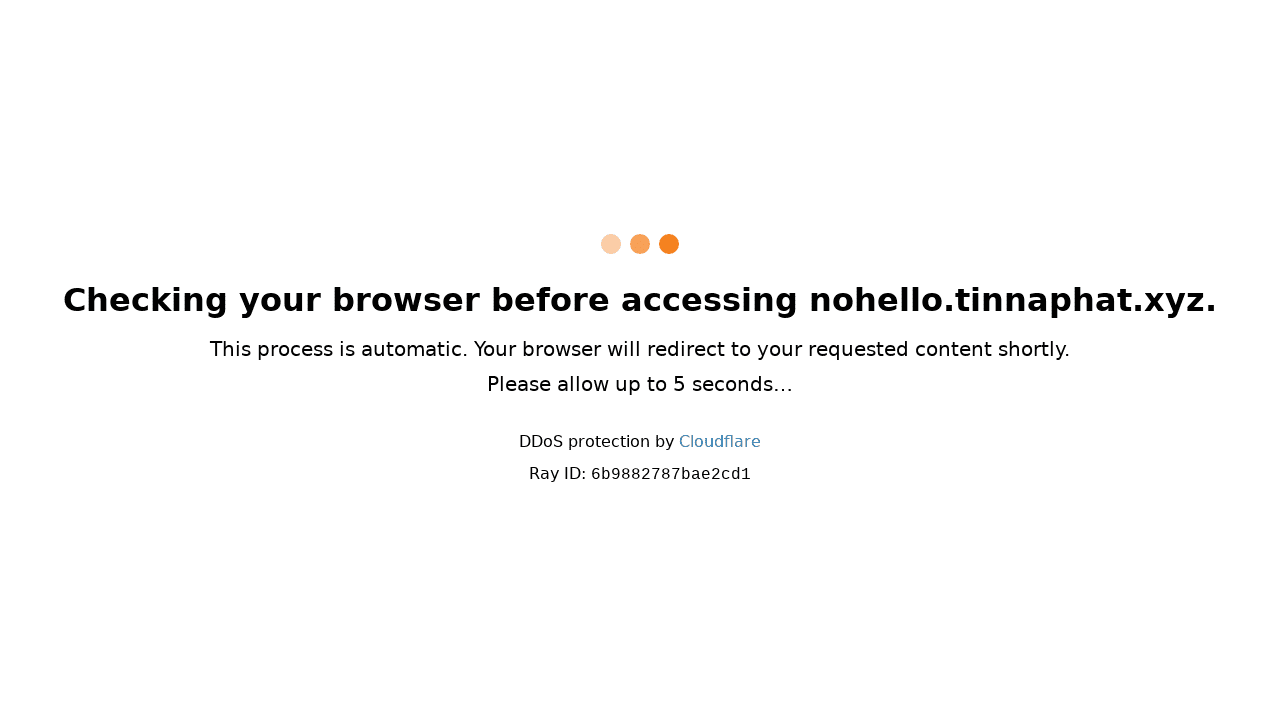 Checking your browser before accessing nohello.tinnaphat.xyz.
This process is automatic. Your browser will redirect to your requested content shortly.
Please allow up to 5 seconds…
DDoS protection by Cloudflare
Ray ID: 6b9882787bae2cd1